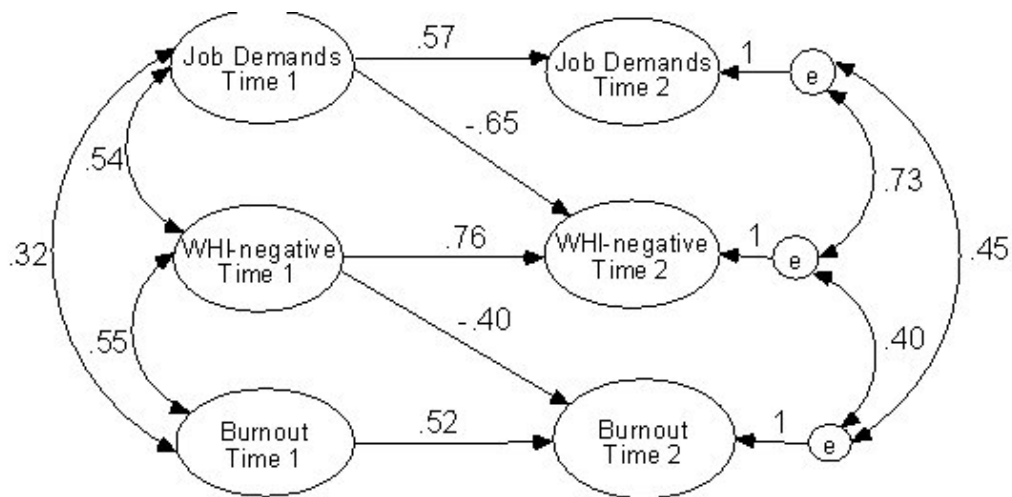 Job Demands
Time 1
.57
Job Demands
Time 2
1
e
-.65
.54
.73
WHI-negative
Time 1
.76
WHI-negative
Time 2
1
e
.32
.45
-.40
.55
.40
Burnout
Time 1
.52
Burnout
Time 2
1
e